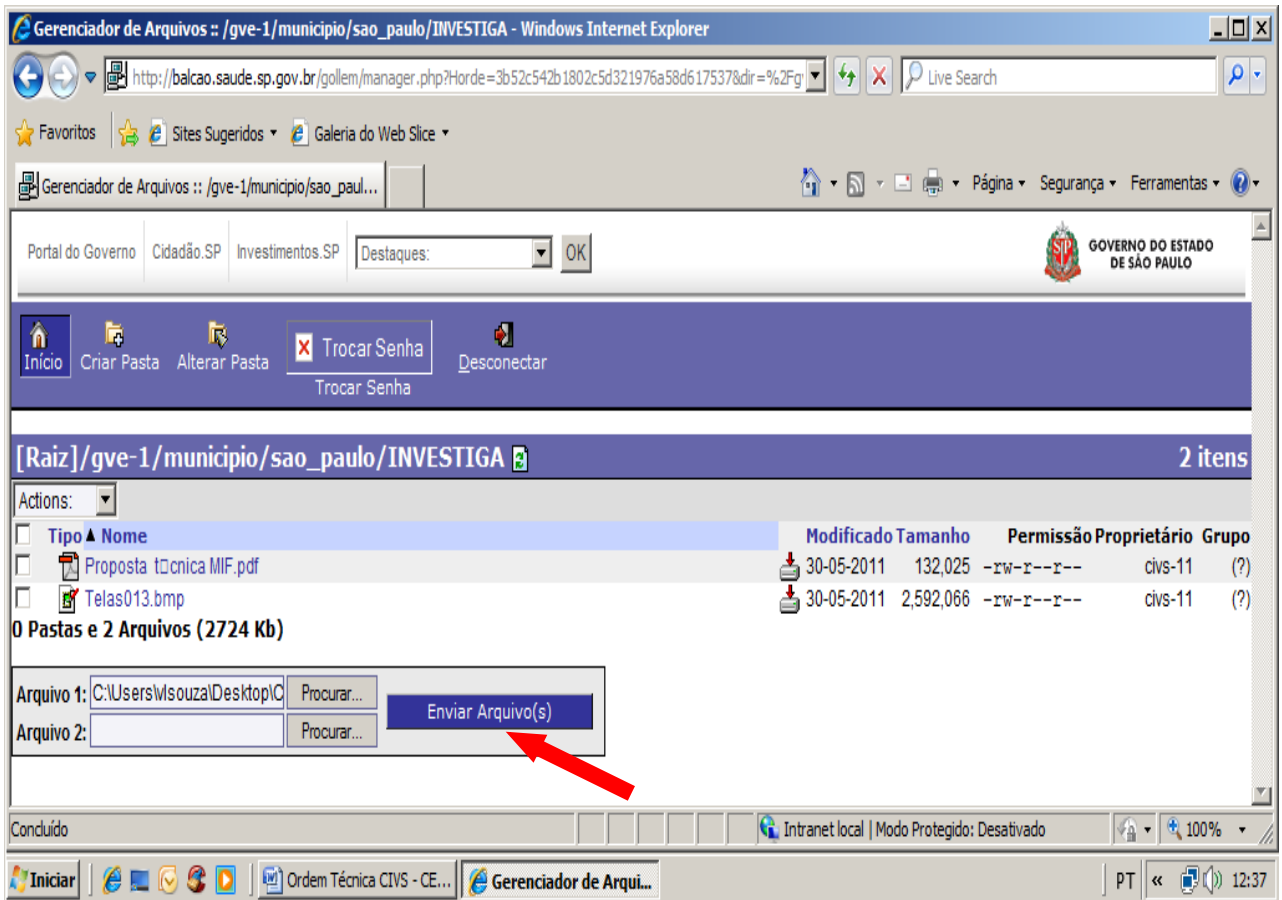 Gerenciador de Arquivos :: /gve-1/municipio/sao_paulo/INVESTIGA - Windows Internet Explorer
http://balcao.saude.sp.gov.br/gollem/manager.php?Horde=3b52c542b1802c5d321976a58d617537&dir=%2Fg
Live Search
Favoritos Sites Sugeridos Galeria do Web Slice
Gerenciador de Arquivos :: /gve-1/municipio/sao_paul...
Página Segurança Ferramentas
Portal do Governo Cidadão.SP Investimentos.SP Destaques: OK
GOVERNO DO ESTADO
DE SÃO PAULO
Início Criar Pasta Alterar Pasta Trocar Senha Desconectar
Trocar Senha
[Raiz]/gve-1/municipio/sao_paulo/INVESTIGA 2 itens
Actions:
Tipo Nome Modificado Tamanho Permissão Proprietário Grupo
Proposta t□cnica MIF.pdf 30-05-2011 132,025 -rw-r--r-- civs-11 (?)
Telas013.bmp 30-05-2011 2,592,066 -rw-r--r-- civs-11 (?)
0 Pastas e 2 Arquivos (2724 Kb)
Arquivo 1: C:\Users\vlsouza\Desktop\C Procurar...
Enviar Arquivo(s)
Arquivo 2: Procurar...
Concluído Intranet local | Modo Protegido: Desativado 100%
Iniciar Ordem Técnica CIVS - CE... Gerenciador de Arqui... PT « 12:37